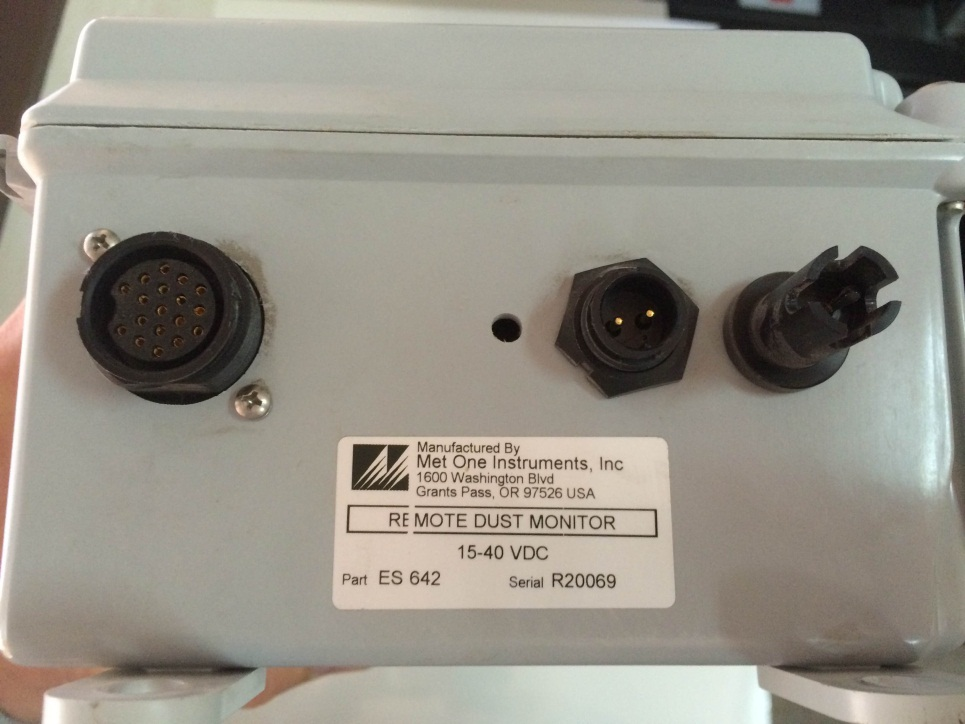 Manufactured By
Met One Instruments, Inc
1600 Washington Blvd
Grants Pass, OR 97526 USA
REMOTE DUST MONITOR
15-40 VDC
Part ES 642 Serial R20069